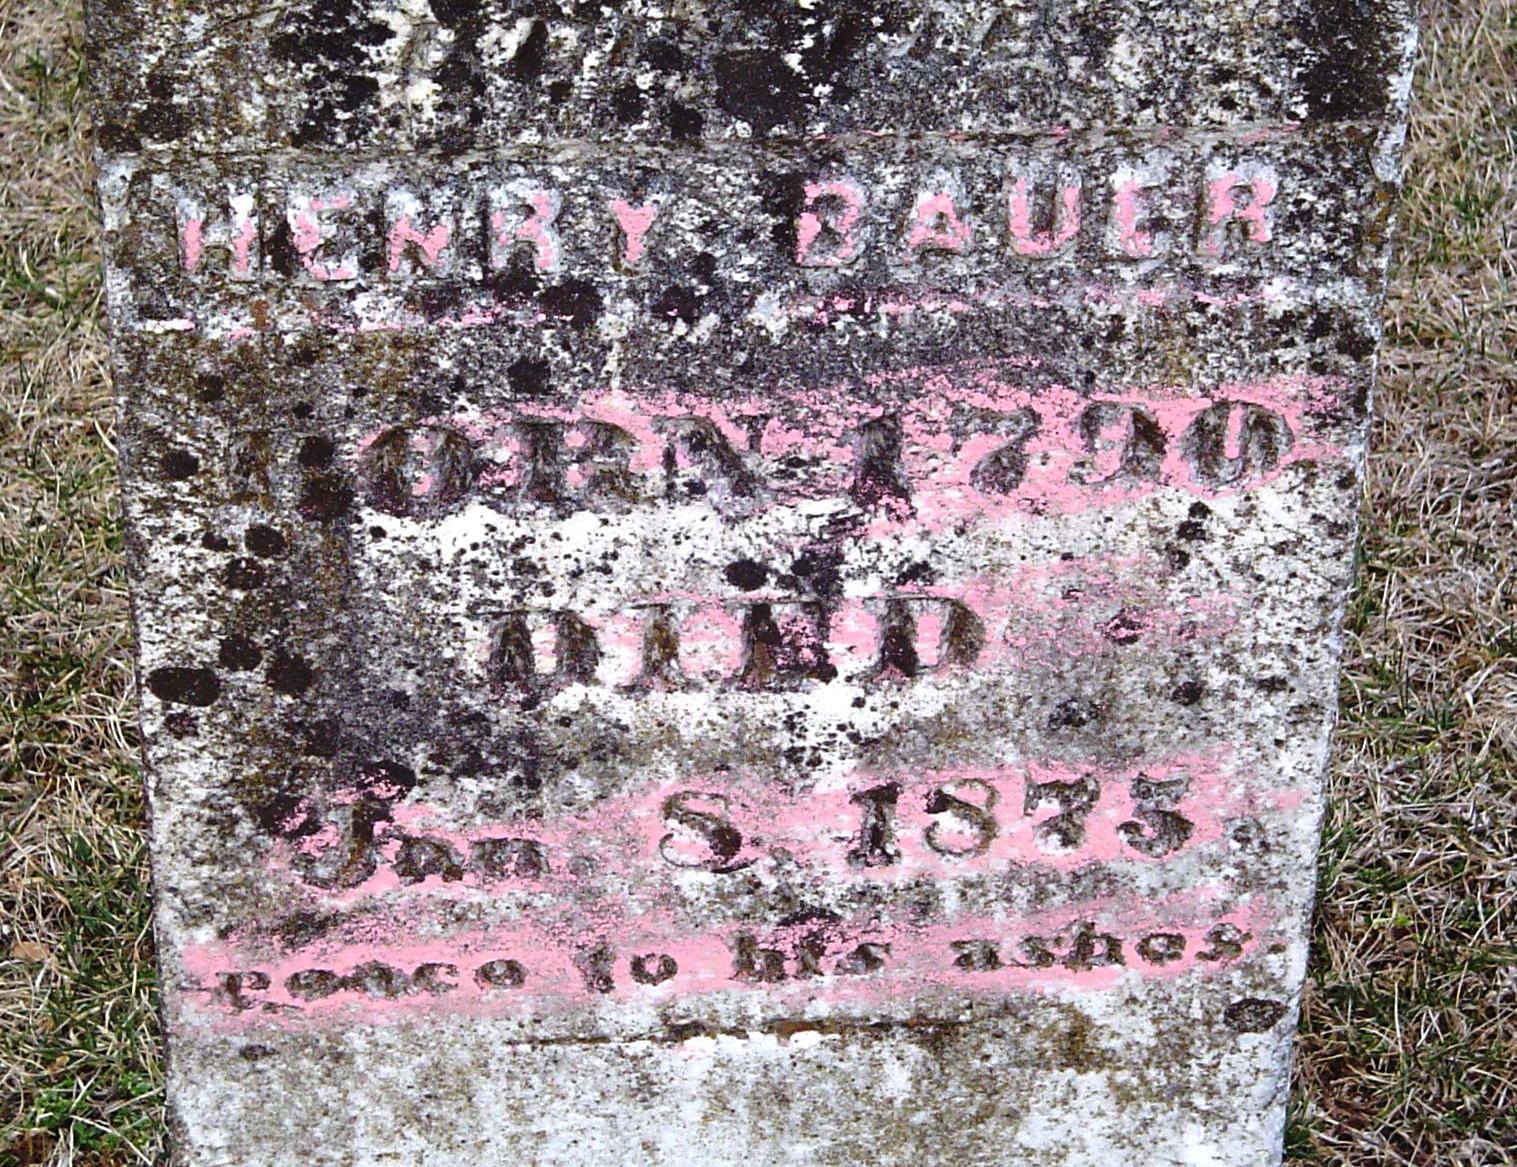 HENRY BAUER
BORN 1790
DIED
Jan 8. 1875.
peace to his ashes.